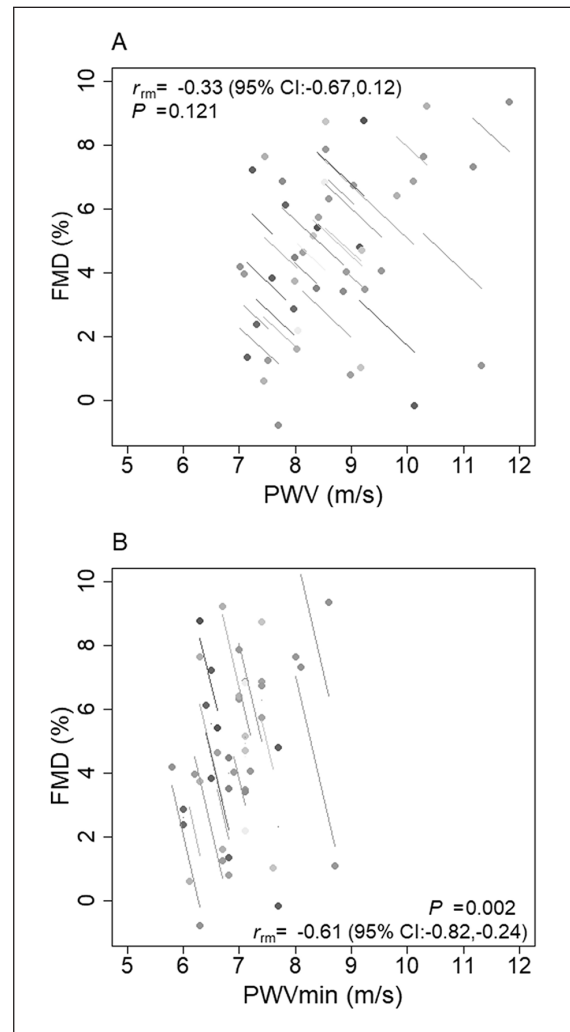 A
r_rm= -0.33 (95% CI:-0.67,0.12)
P =0.121
10
8
6
4
2
0
FMD (%)
5 6 7 8 9 10 11 12
PWV (m/s)
B
10
8
6
4
2
0
FMD (%)
P =0.002
r_rm= -0.61 (95% CI:-0.82,-0.24)
5 6 7 8 9 10 11 12
PWVmin (m/s)